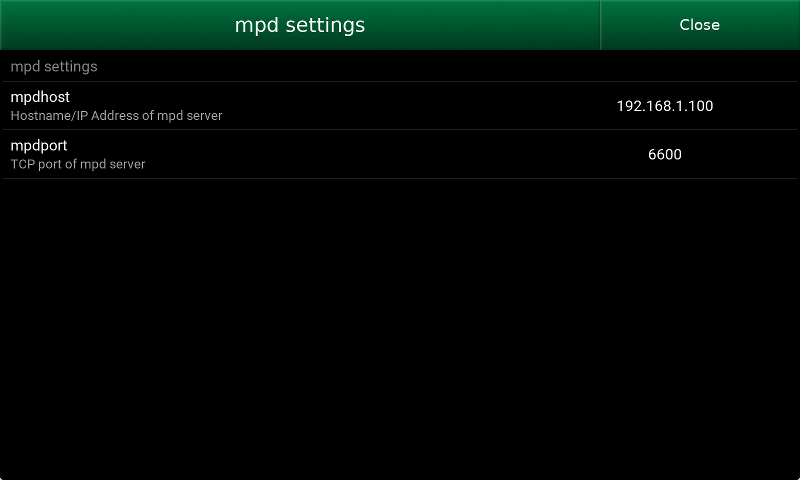 mpd settings
Close
mpd settings
mpdhost
Hostname/IP Address of mpd server
192.168.1.100
mpdport
TCP port of mpd server
6600